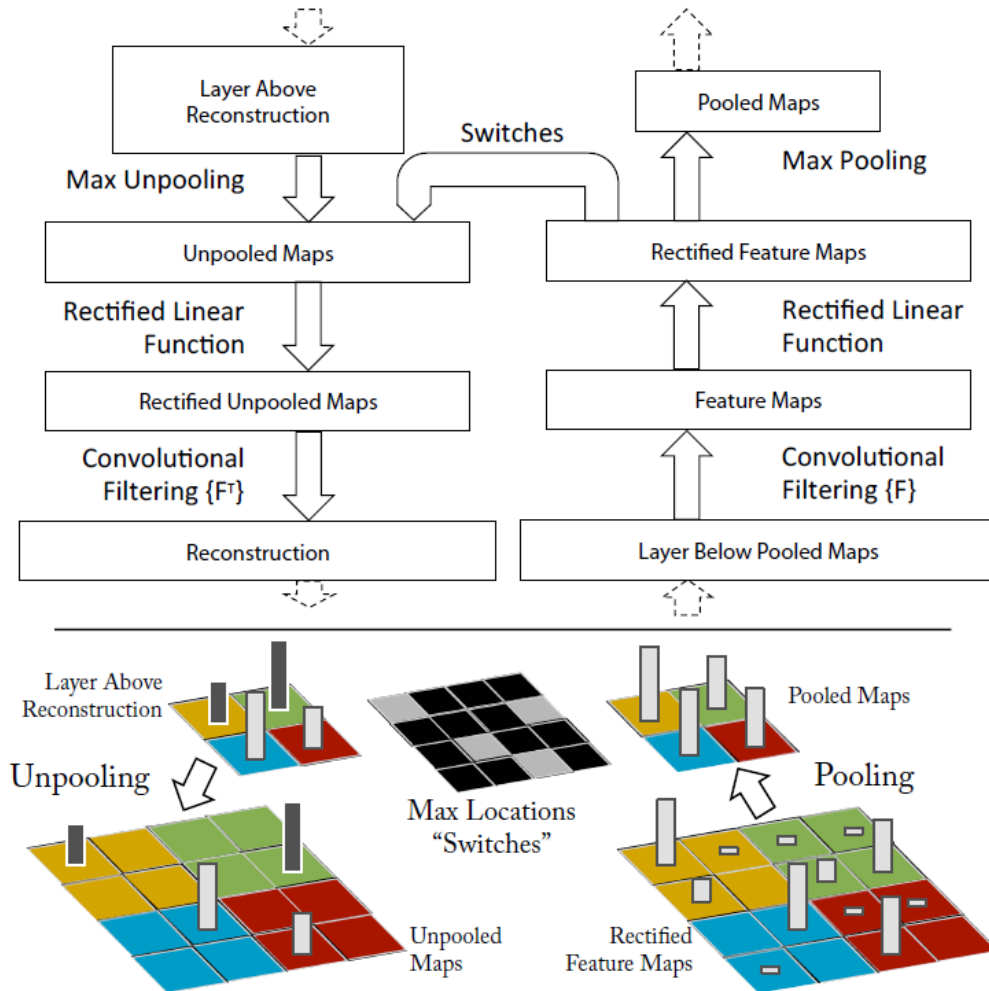 Layer Above
Reconstruction
Pooled Maps
Switches
Max Unpooling
Max Pooling
Unpooled Maps
Rectified Feature Maps
Rectified Linear
Function
Rectified Linear
Function
Rectified Unpooled Maps
Feature Maps
Convolutional
Filtering {Fᵀ}
Convolutional
Filtering {F}
Reconstruction
Layer Below Pooled Maps
Layer Above
Reconstruction
Pooled Maps
Unpooling
Pooling
Max Locations
“Switches”
Unpooled
Maps
Rectified
Feature Maps